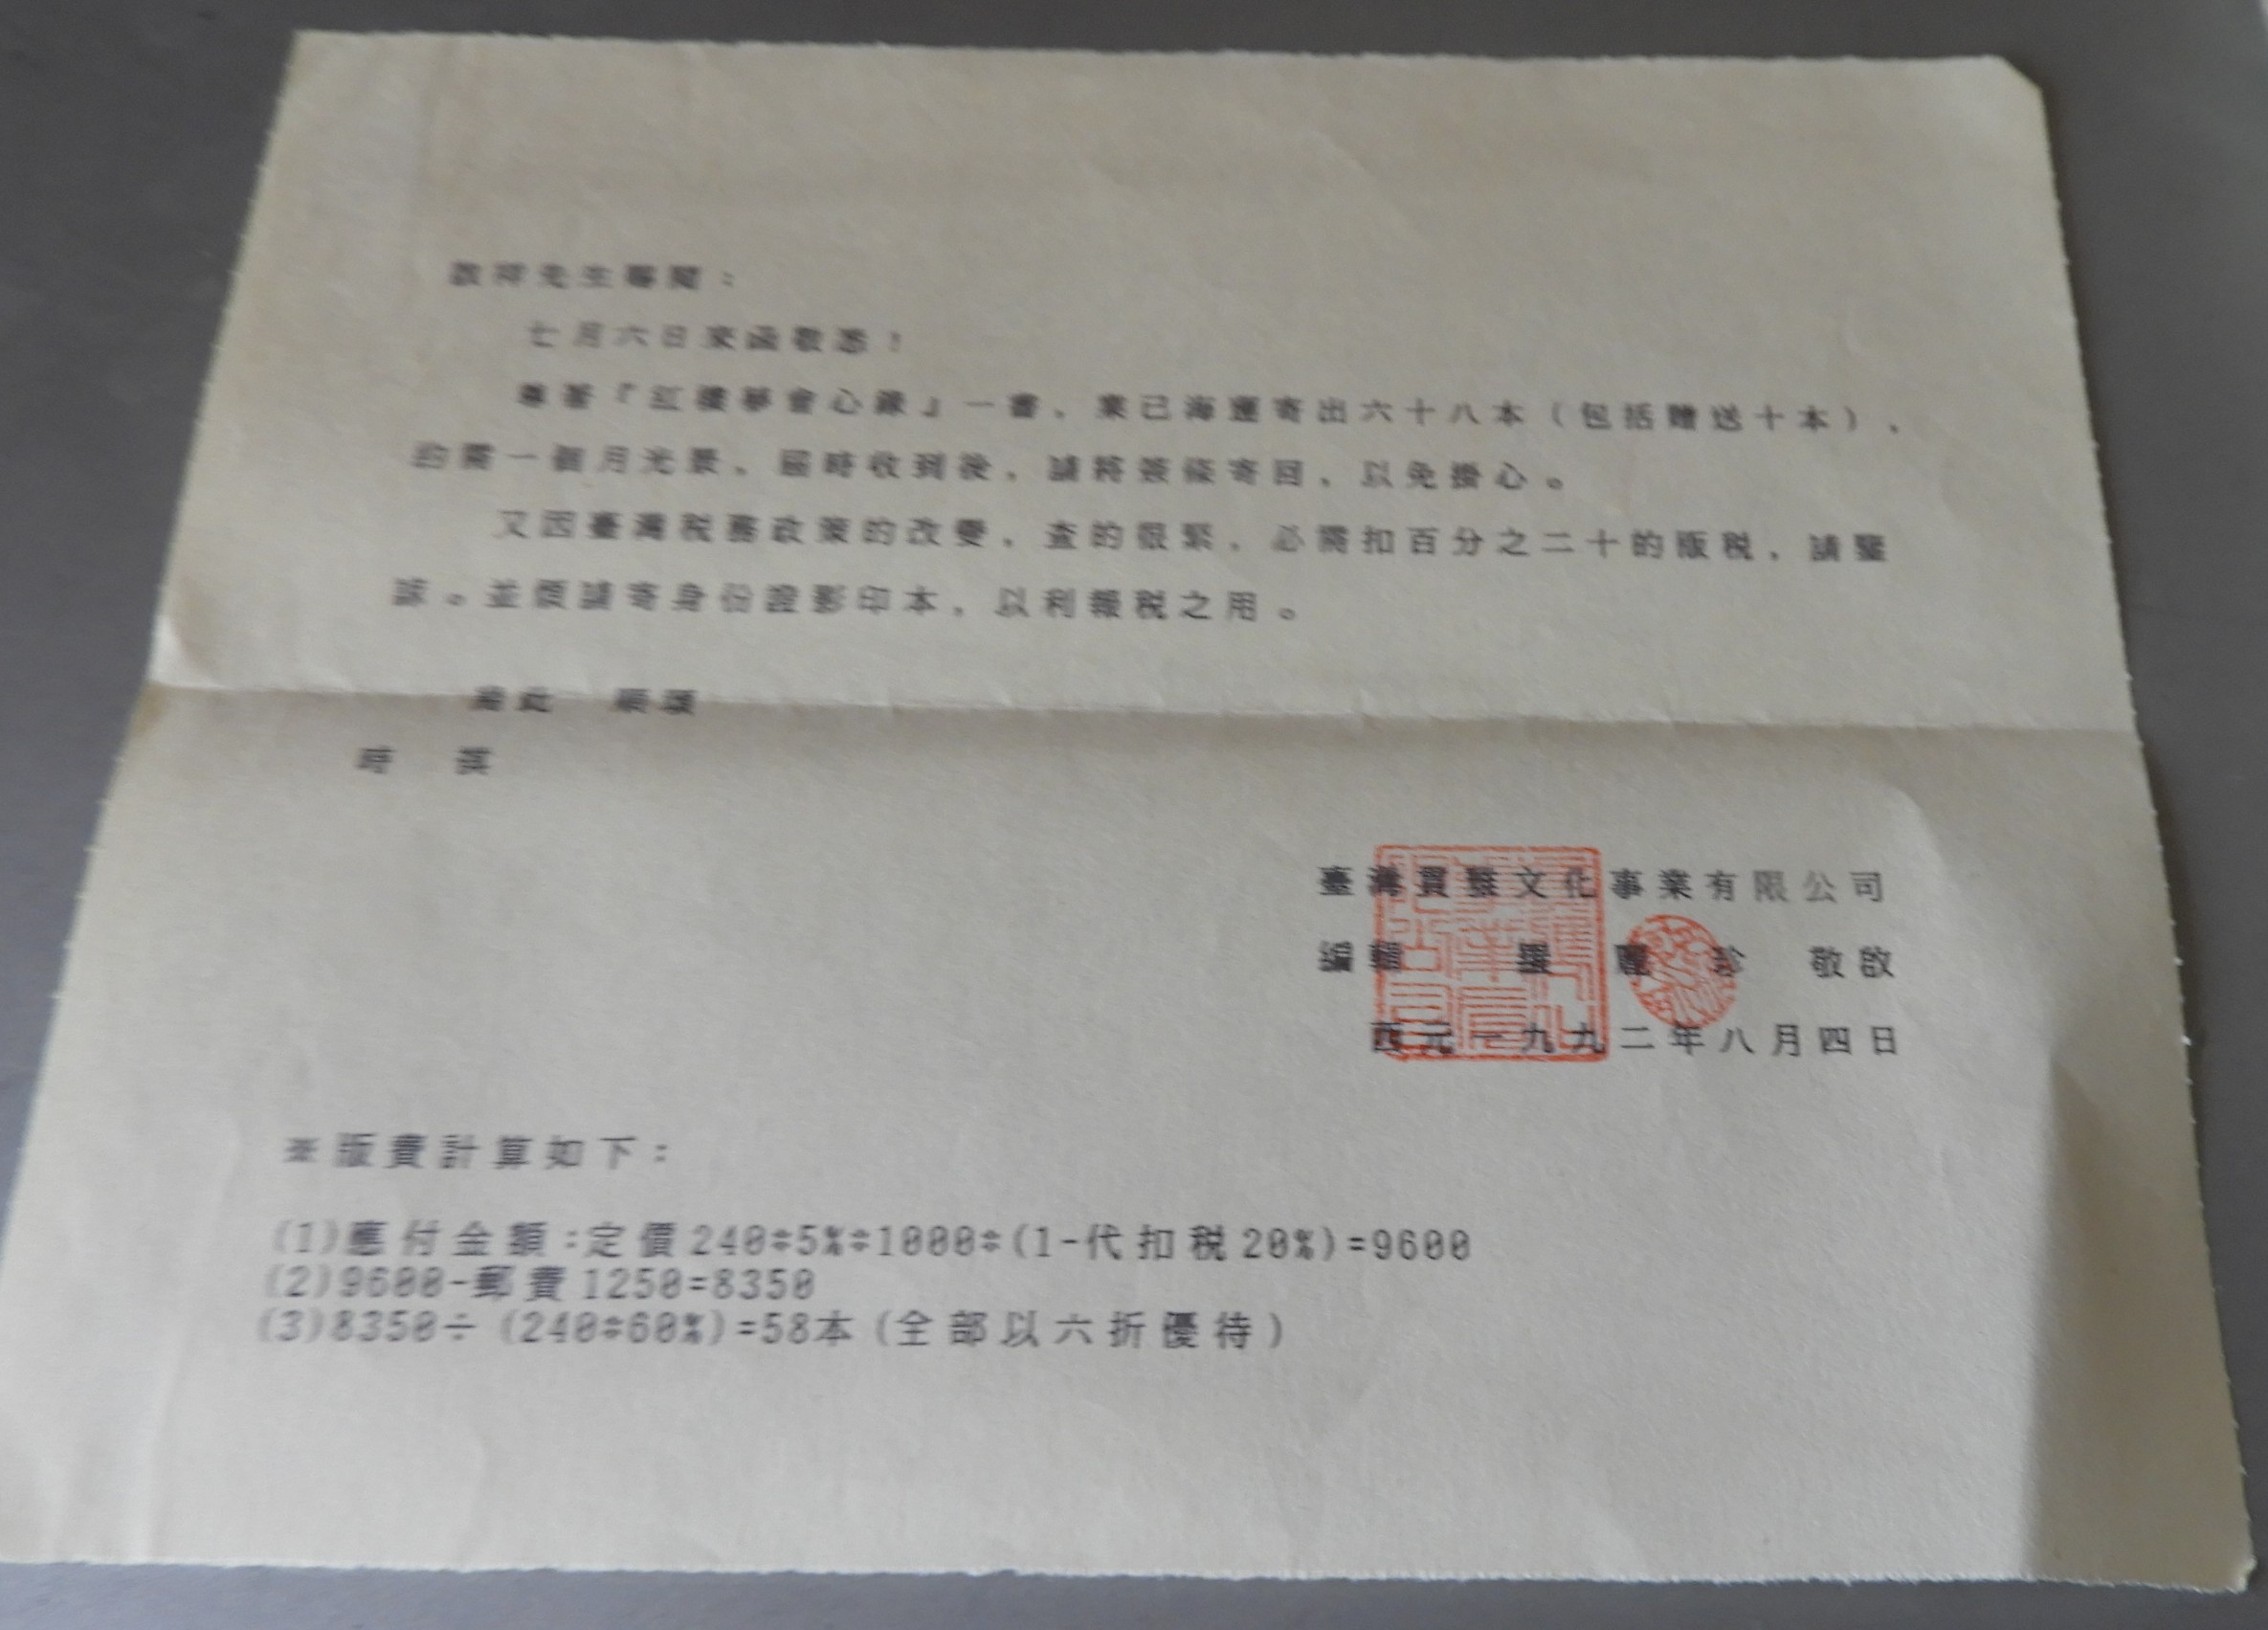 啟祥先生尊閱：
七月六日來函敬悉！
尊著『紅樓夢會心錄』一書，業已海運寄出六十八本（包括贈送十本），
約需一個月光景，屆時收到後，請將簽條寄回，以免掛心。
又因臺灣稅務政策的改變，查的很緊，必需扣百分之二十的版稅，請鑒
諒。並煩請寄身份證影印本，以利報稅之用。
耑此　順頌
時　祺
臺灣貫雅文化事業有限公司
編輯　　麗　珍　敬啟
西元一九九二年八月四日
※版費計算如下：
(1)應付金額:定價240*5%*1000*(1-代扣稅20%)=9600
(2)9600-郵費1250=8350
(3)8350÷(240*60%)=58本(全部以六折優待)